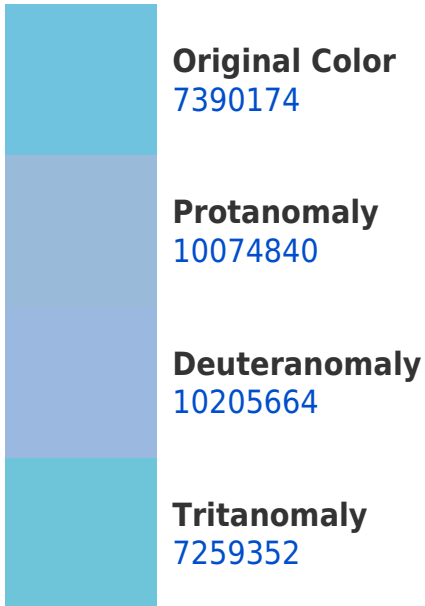 Original Color
7390174
Protanomaly
10074840
Deuteranomaly
10205664
Tritanomaly
7259352